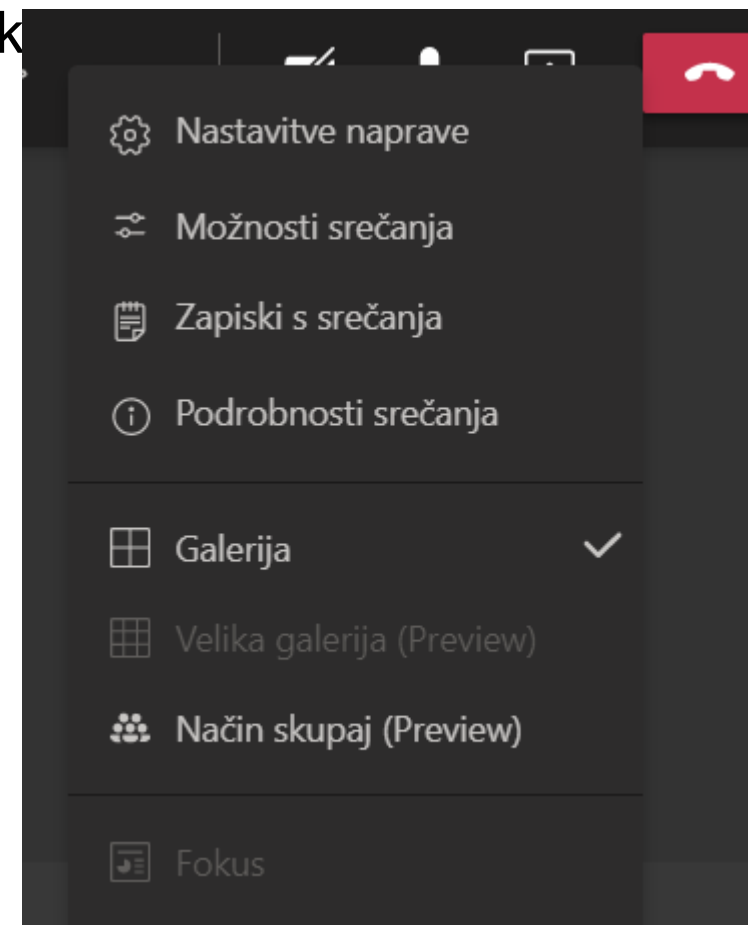 k
Nastavitve naprave
Možnosti srečanja
Zapiski s srečanja
Podrobnosti srečanja
Galerija
Velika galerija (Preview)
Način skupaj (Preview)
Fokus